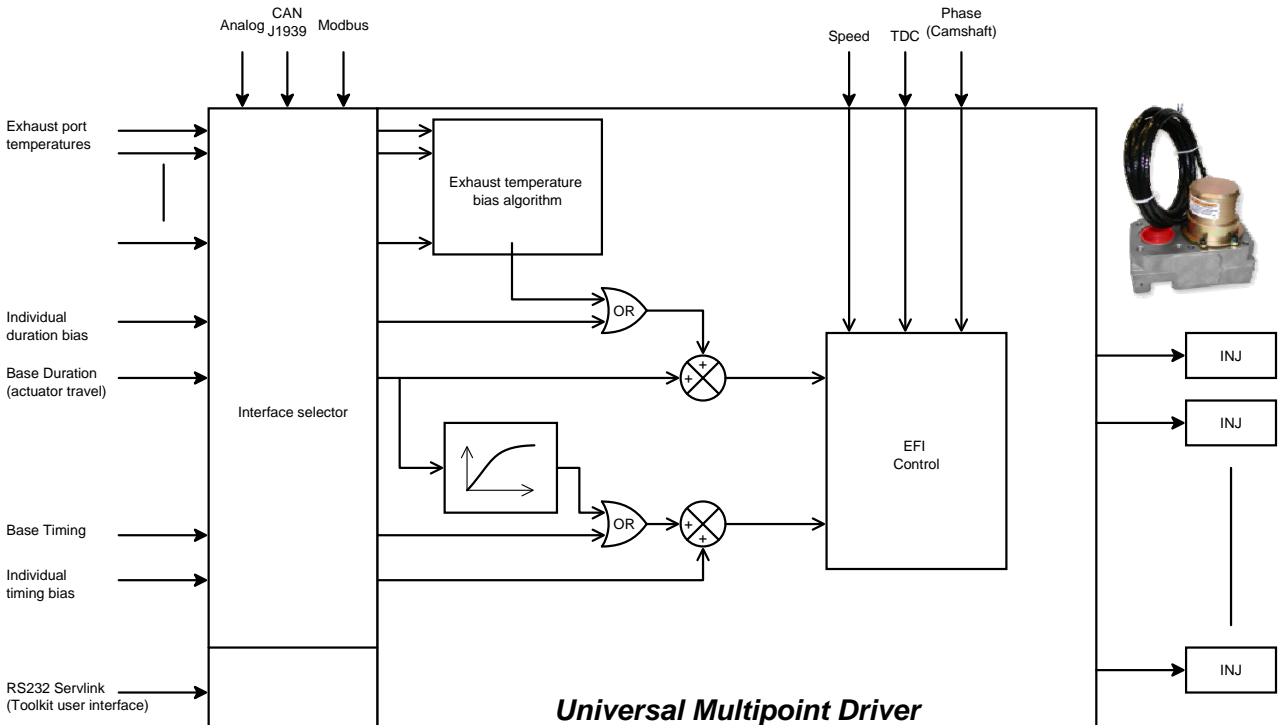 Analog
CAN
J1939
Modbus
Speed
TDC
Phase
(Camshaft)
Exhaust port
temperatures
Exhaust temperature
bias algorithm
Individual
duration bias
OR
Base Duration
(actuator travel)
+
+
INJ
Interface selector
INJ
EFI
Control
Base Timing
OR
+
+
Individual
timing bias
INJ
RS232 Servlink
(Toolkit user interface)
Universal Multipoint Driver